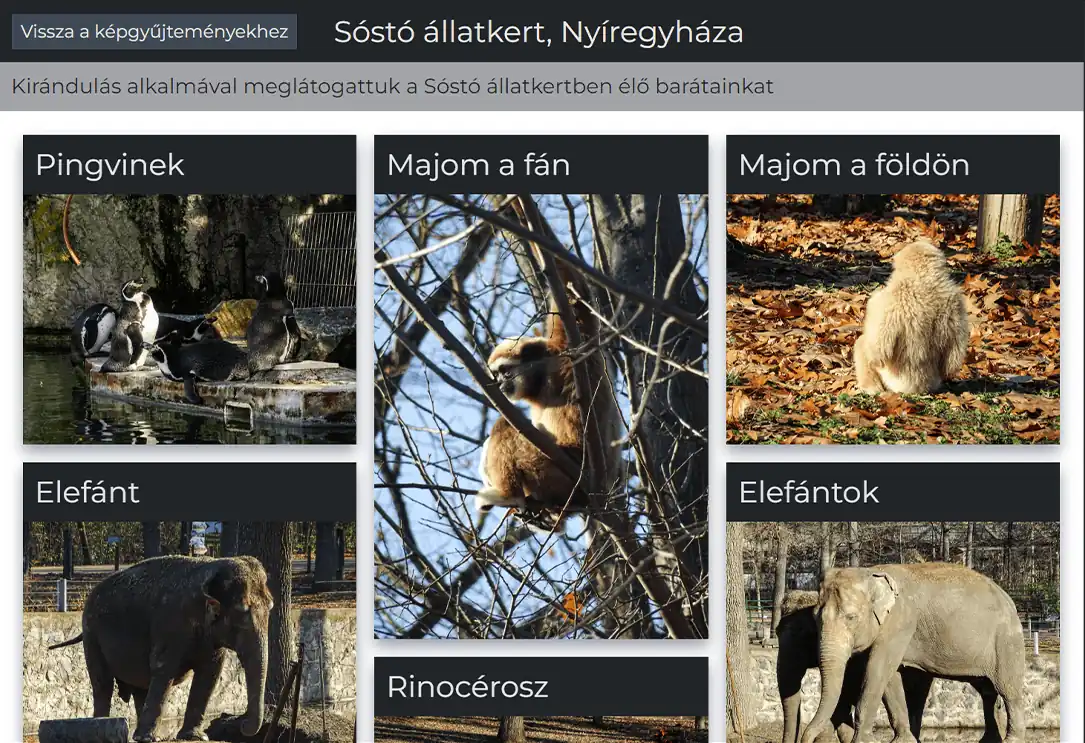 Vissza a képgyűjteményekhez
Sóstó állatkert, Nyíregyháza
Kirándulás alkalmával meglátogattuk a Sóstó állatkertben élő barátainkat
Pingvinek
Majom a fán
Majom a földön
Elefánt
Elefántok
Rinocérosz